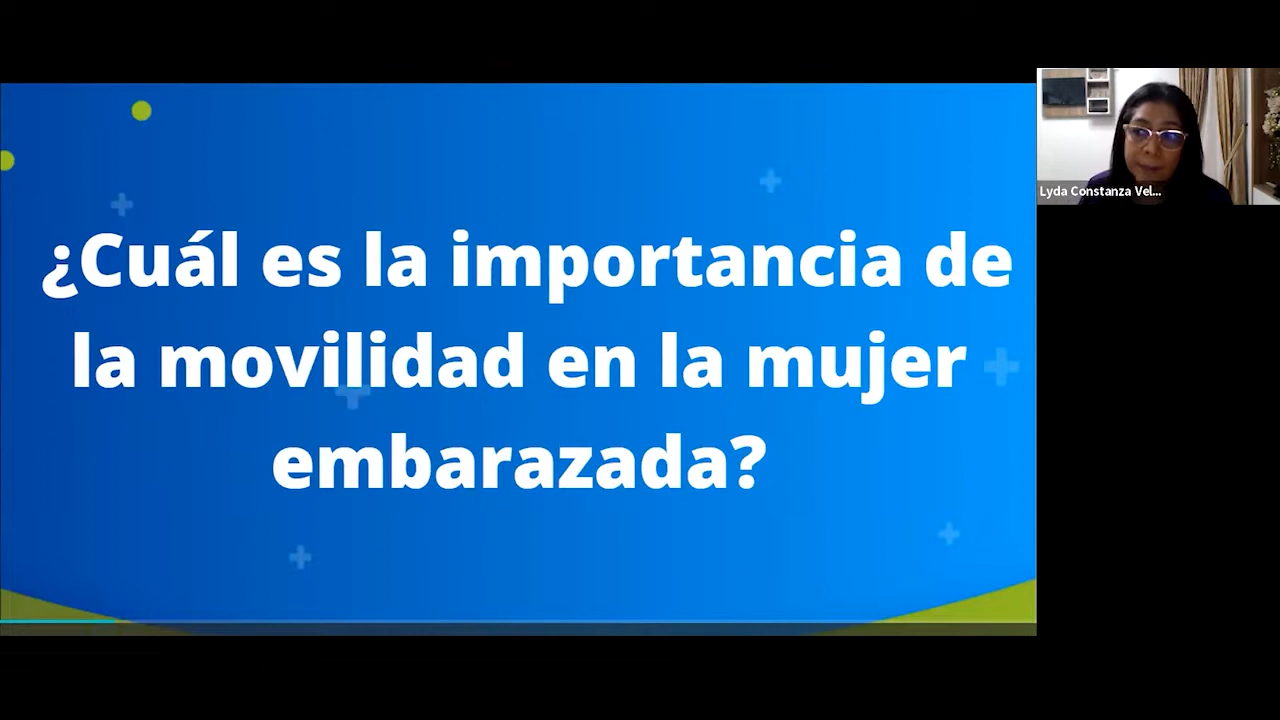 ¿Cuál es la importancia de
la movilidad en la mujer
embarazada?
Lyda Constanza Vel...